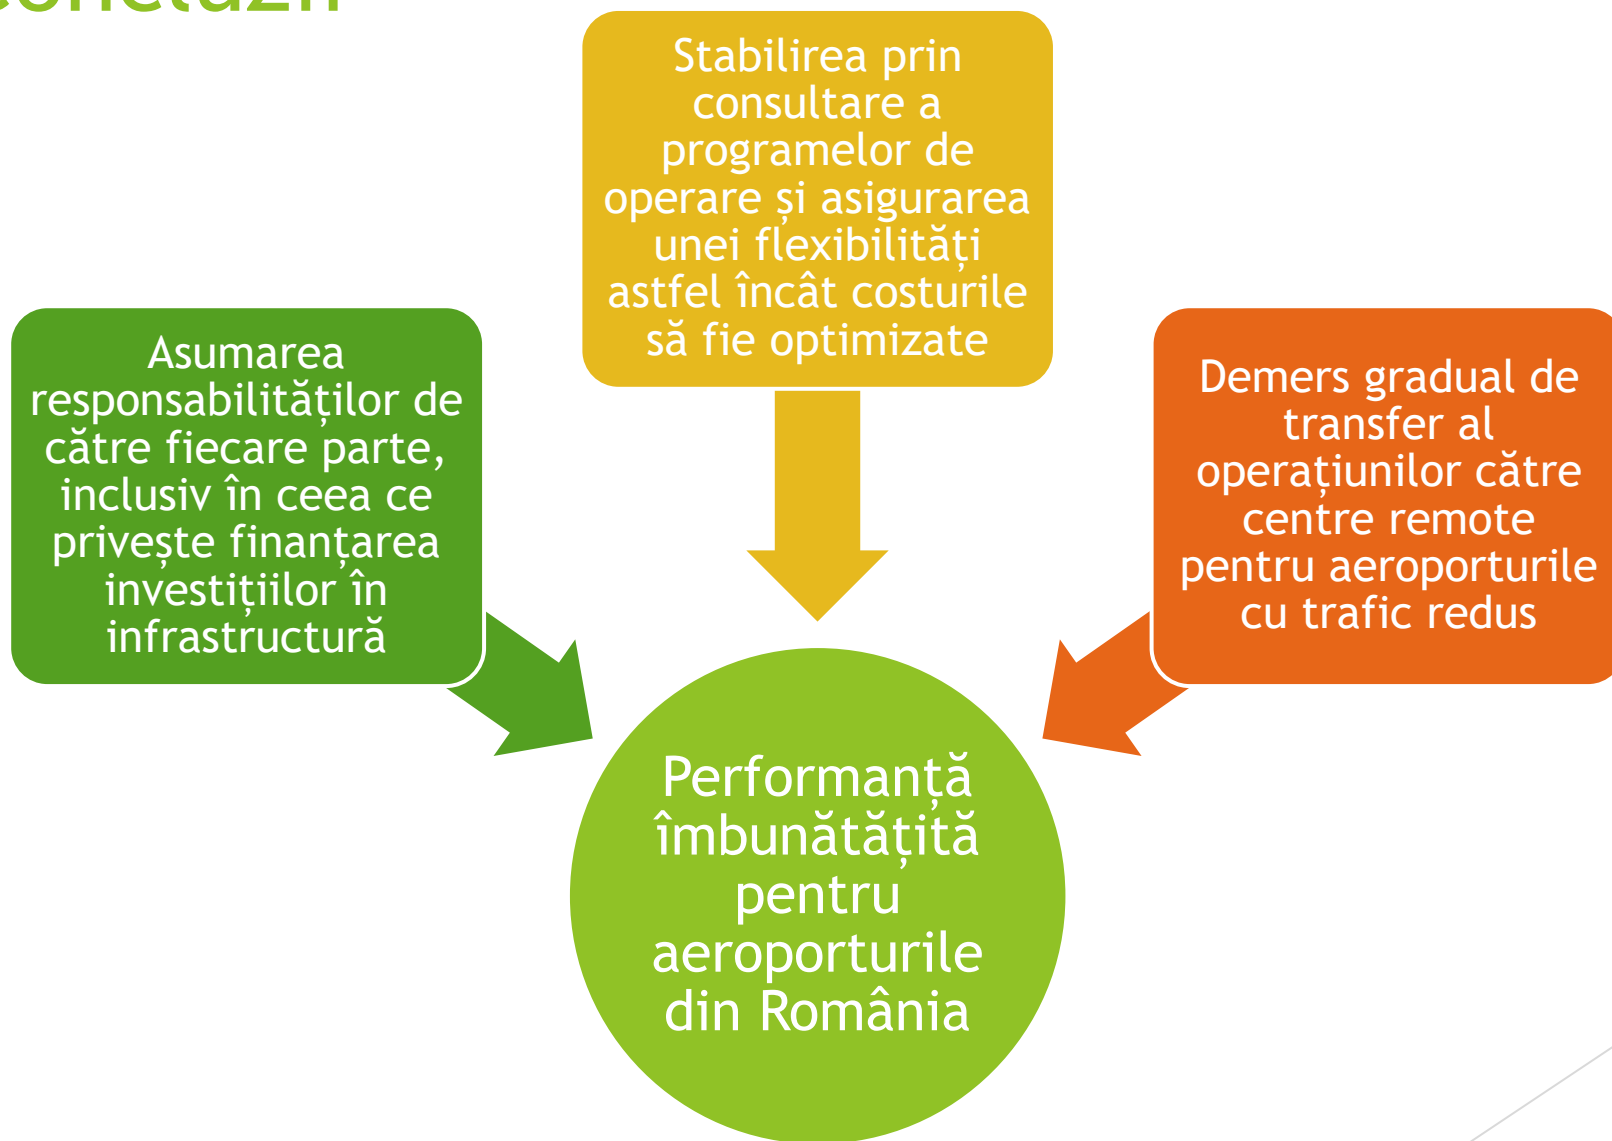 Concluzii
Stabilirea prin
consultare a
programelor de
operare și asigurarea
unei flexibilități
astfel încât costurile
să fie optimizate
Asumarea
responsabilităților de
către fiecare parte,
inclusiv în ceea ce
privește finanțarea
investițiilor în
infrastructură
Demers gradual de
transfer al
operațiunilor către
centre remote
pentru aeroporturile
cu trafic redus
Performanță
îmbunătățită
pentru
aeroporturile
din România